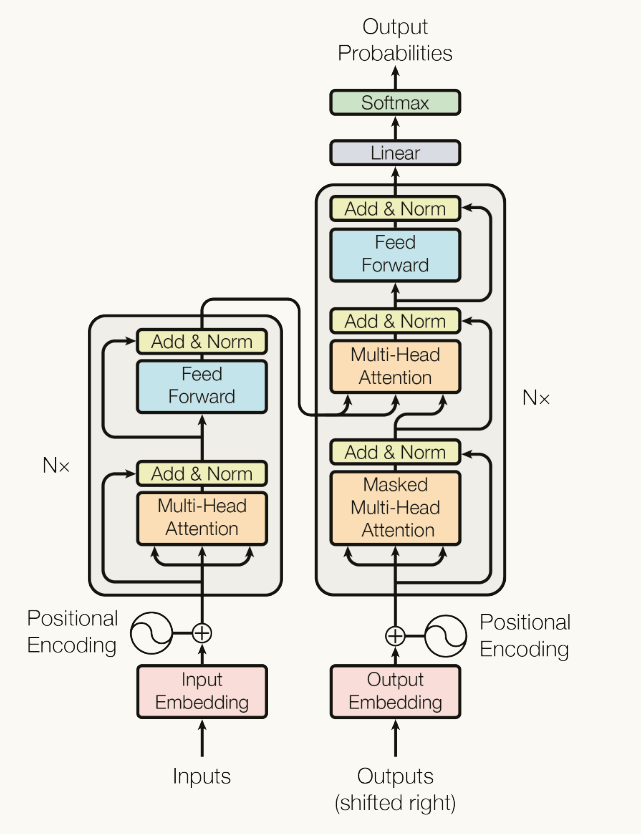 Output
Probabilities
Softmax
Linear
Add & Norm
Feed
Forward
Add & Norm
Multi-Head
Attention
Add & Norm
Masked
Multi-Head
Attention
N×
Add & Norm
Feed
Forward
Add & Norm
Multi-Head
Attention
Nx
Positional
Encoding
Positional
Encoding
Input
Embedding
Output
Embedding
Inputs
Outputs
(shifted right)